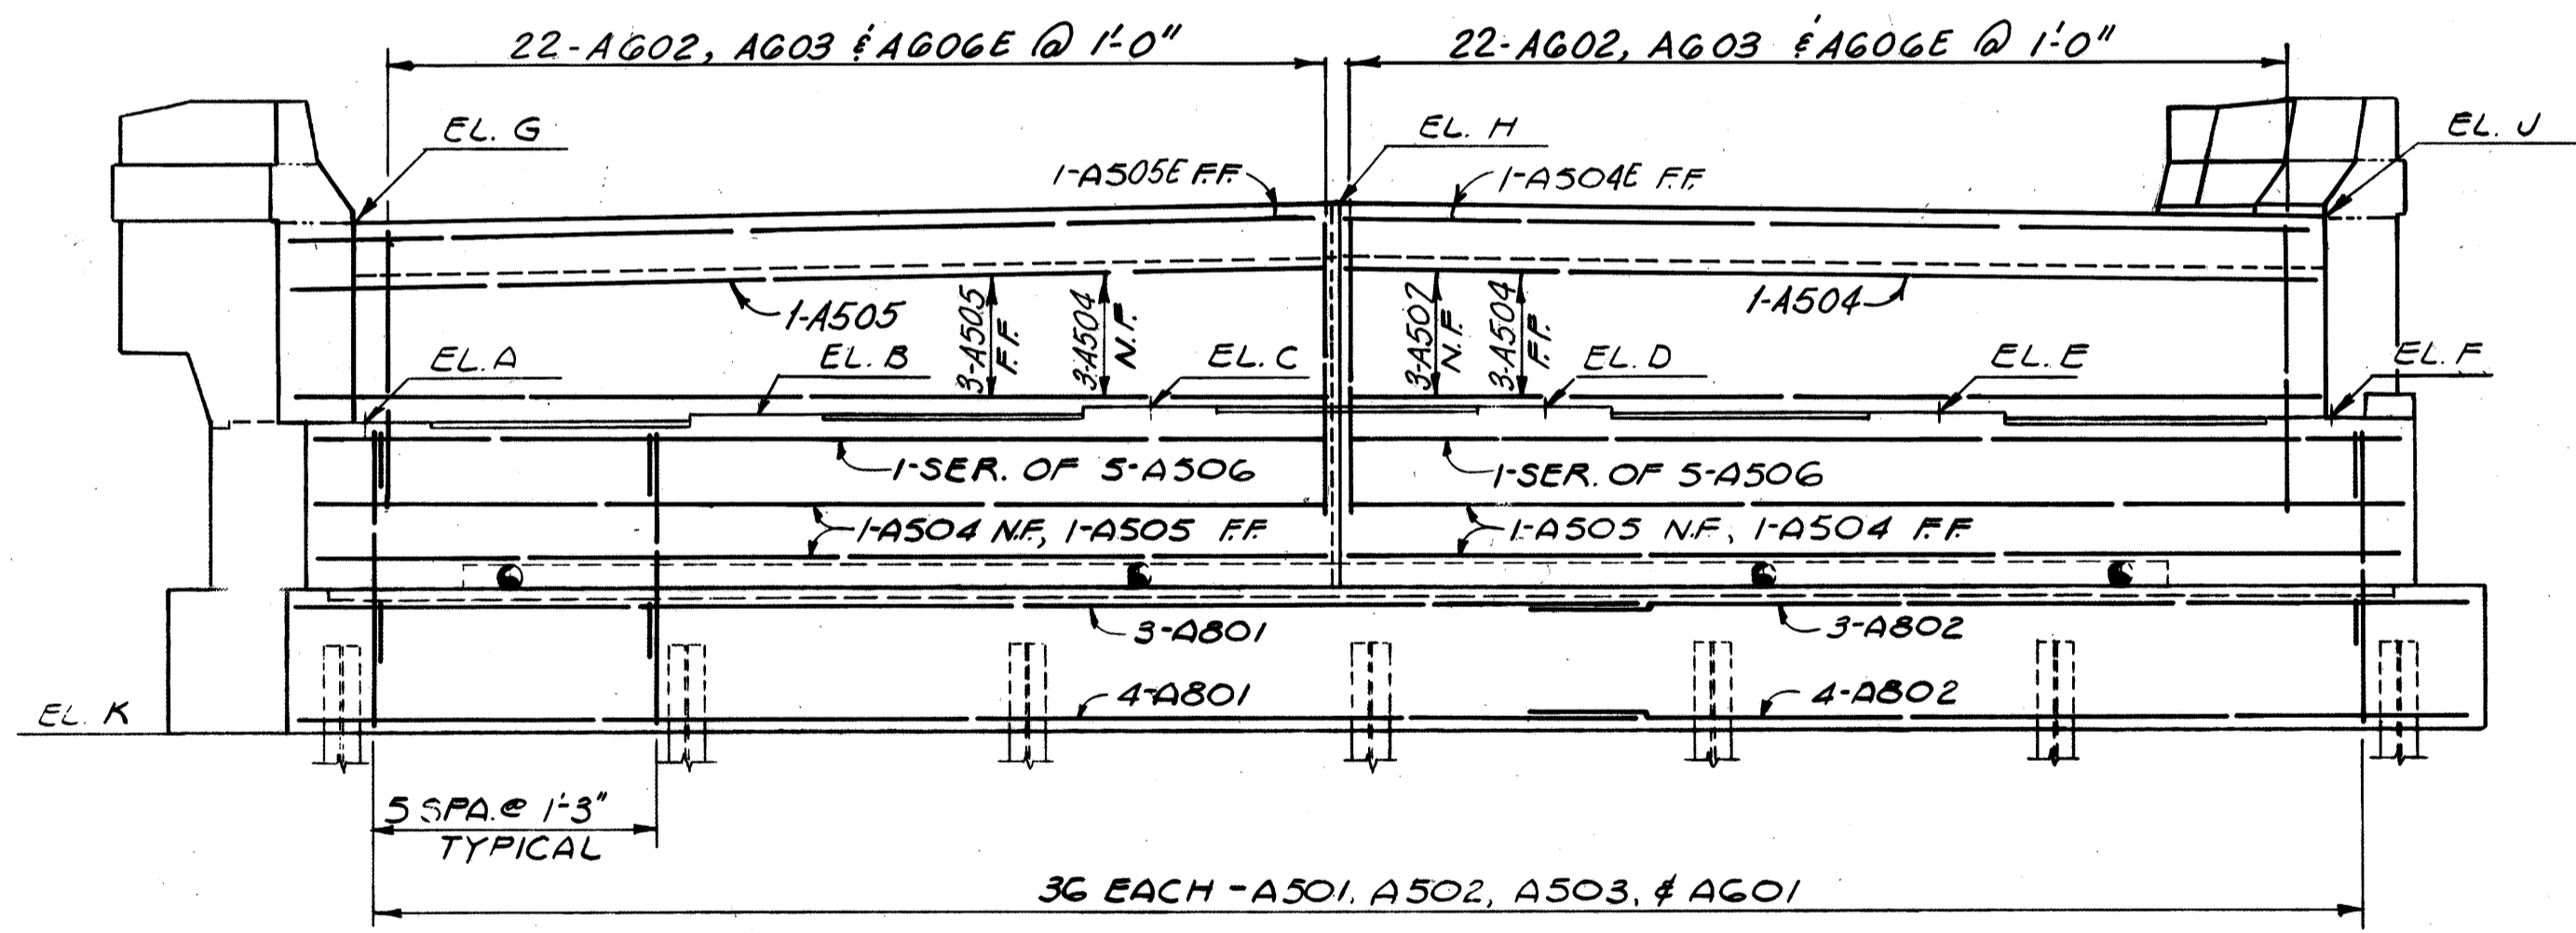 22-A602, A603 & A606E @ 1'-0"
22-A602, A603 & A606E @ 1'-0"
EL. G
EL. H
EL. J
1-A505E F.F.
1-A504E F.F.
1-A505
3-A505 F.F.
3-A504 N.F.
3-A507 N.F.
3-A504 F.F.
1-A504
EL. A
EL. B
EL. C
EL. D
EL. E
EL. F
1-SER. OF 5-A506
1-SER. OF 5-A506
1-A504 N.F., 1-A505 F.F.
1-A505 N.F., 1-A504 F.F.
3-A801
3-A802
4-A801
4-A802
EL. K
5 SPA. @ 1'-3"
TYPICAL
36 EACH - A501, A502, A503, & A601